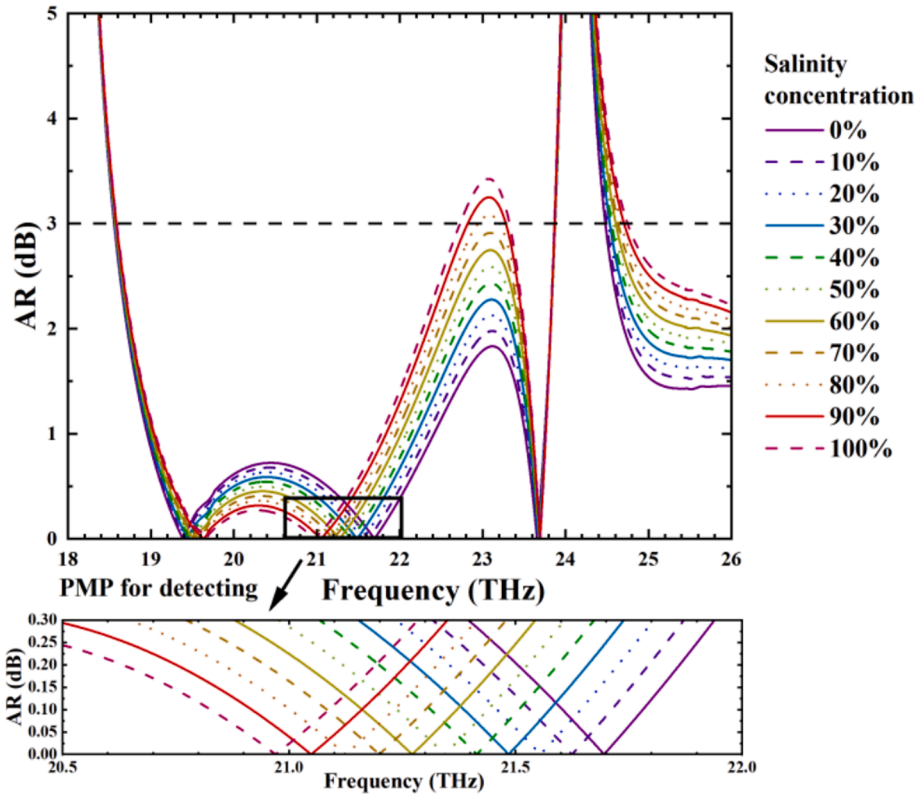 5
4
3
2
1
0
AR (dB)
18 19 20 21 22 23 24 25 26
Frequency (THz)
PMP for detecting
Salinity
concentration
0%
10%
20%
30%
40%
50%
60%
70%
80%
90%
100%
0.30
0.25
0.20
0.15
0.10
0.05
0.00
AR (dB)
20.5 21.0 21.5 22.0
Frequency (THz)